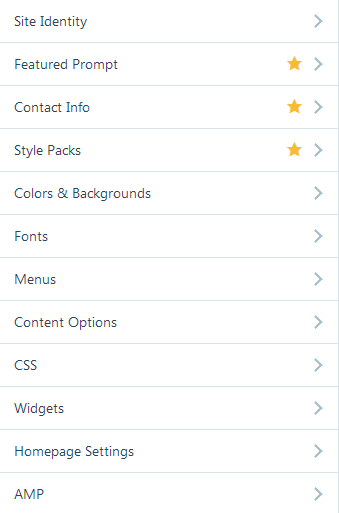 Site Identity
Featured Prompt
Contact Info
Style Packs
Colors & Backgrounds
Fonts
Menus
Content Options
CSS
Widgets
Homepage Settings
AMP